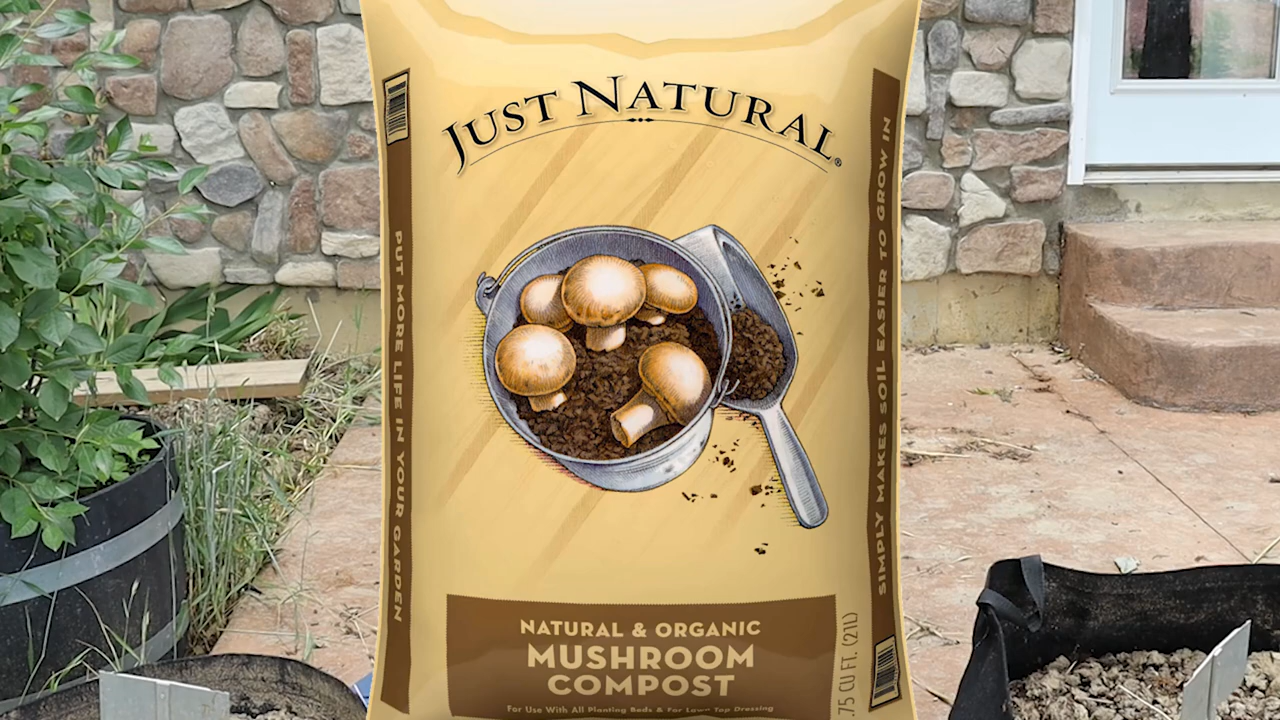 JUST NATURAL®
PUT MORE LIFE IN YOUR GARDEN
SIMPLY MAKES SOIL EASIER TO GROW IN
NATURAL & ORGANIC
MUSHROOM
COMPOST
For Use With All Planting Beds & For Lawn Top Dressing
.75 CU FT. (21L)